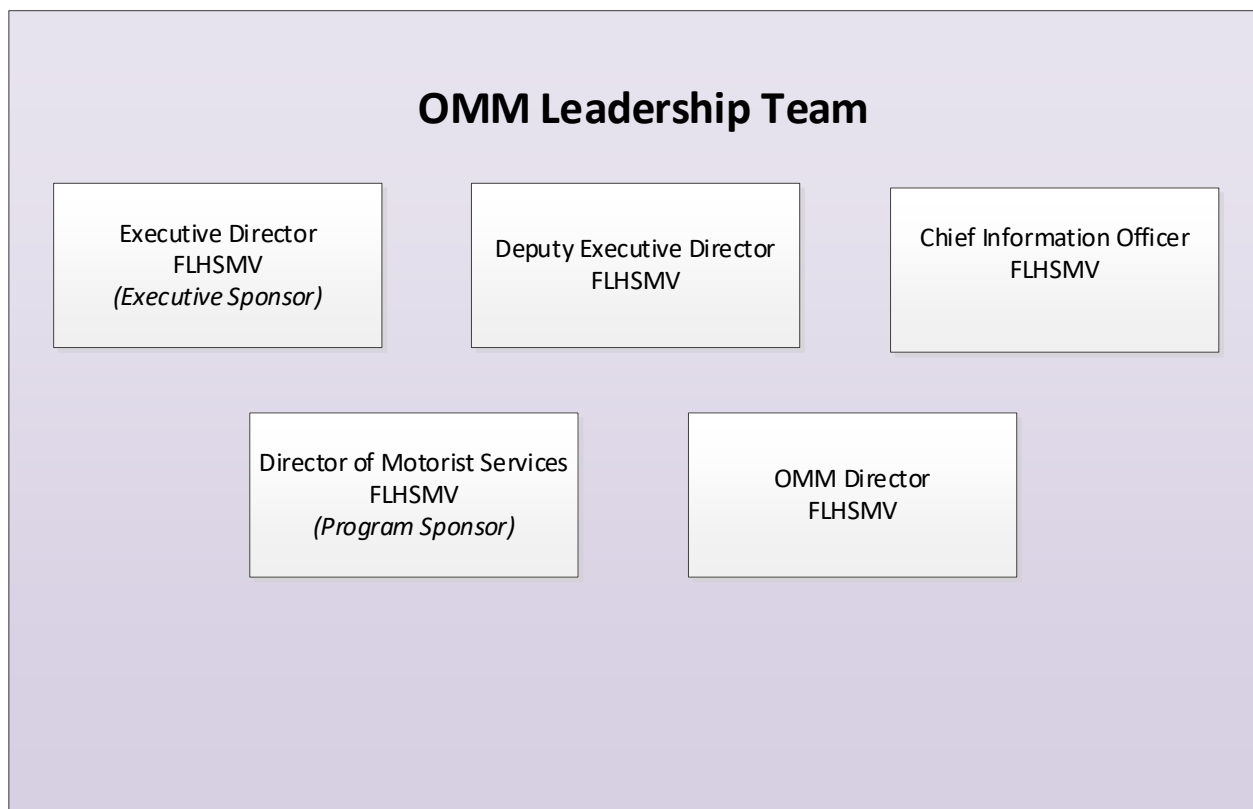 OMM Leadership Team
Executive Director
FLHSMV
(Executive Sponsor)
Deputy Executive Director
FLHSMV
Chief Information Officer
FLHSMV
Director of Motorist Services
FLHSMV
(Program Sponsor)
OMM Director
FLHSMV